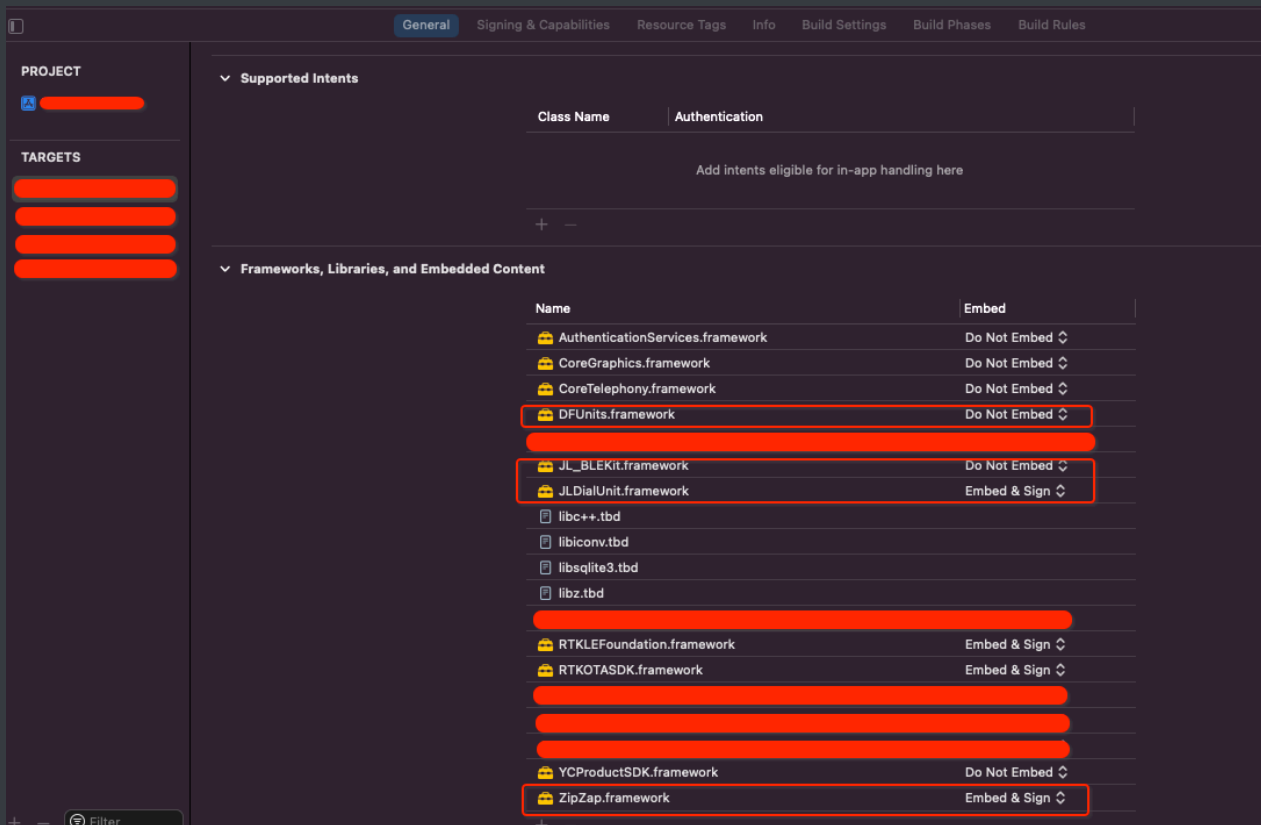 General Signing & Capabilities Resource Tags Info Build Settings Build Phases Build Rules
PROJECT
TARGETS
Filter
Supported Intents
Class Name Authentication
Add intents eligible for in-app handling here
Frameworks, Libraries, and Embedded Content
Name Embed
AuthenticationServices.framework Do Not Embed
CoreGraphics.framework Do Not Embed
CoreTelephony.framework Do Not Embed
DFUnits.framework Do Not Embed
JL_BLEKit.framework Do Not Embed
JLDialUnit.framework Embed & Sign
libc++.tbd
libiconv.tbd
libsqlite3.tbd
libz.tbd
RTKLEFoundation.framework Embed & Sign
RTKOTASDK.framework Embed & Sign
YCProductSDK.framework Do Not Embed
ZipZap.framework Embed & Sign